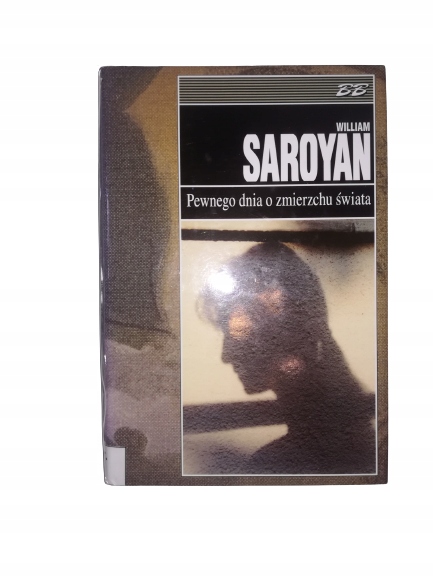 BB
WILLIAM
SAROYAN
Pewnego dnia o zmierzchu świata